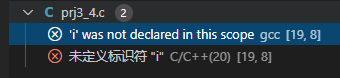 prj3_4.c 2
'i' was not declared in this scope gcc [19, 8]
未定义标识符 "i" C/C++(20) [19, 8]